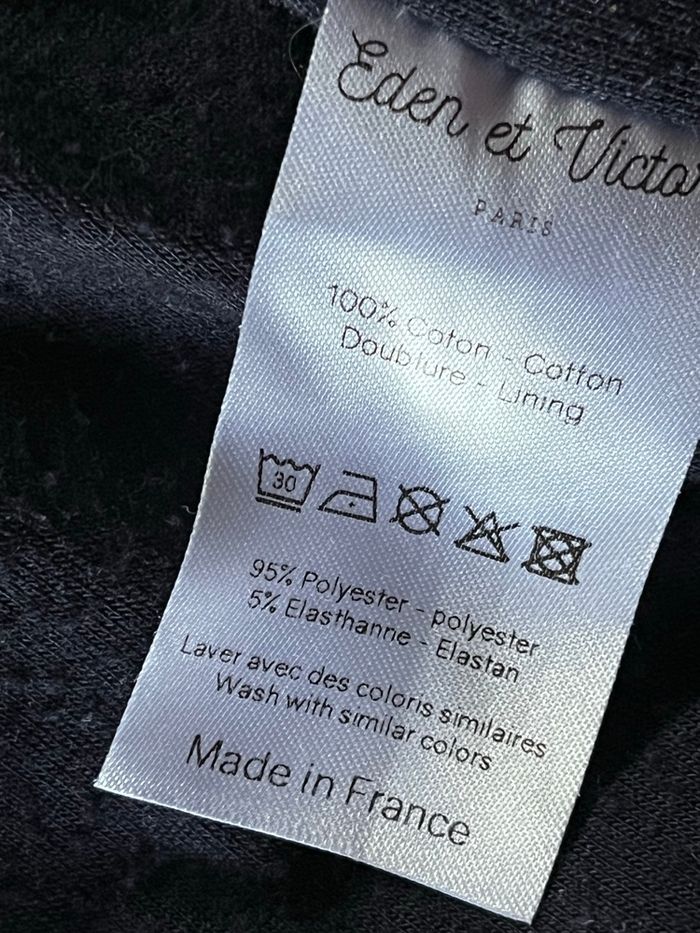 Eden et Victo
PARIS
100% Coton - Cotton
Doublure - Lining
30
95% Polyester - polyester
5% Elasthanne - Elastan
Laver avec des coloris similaires
Wash with similar colors
Made in France